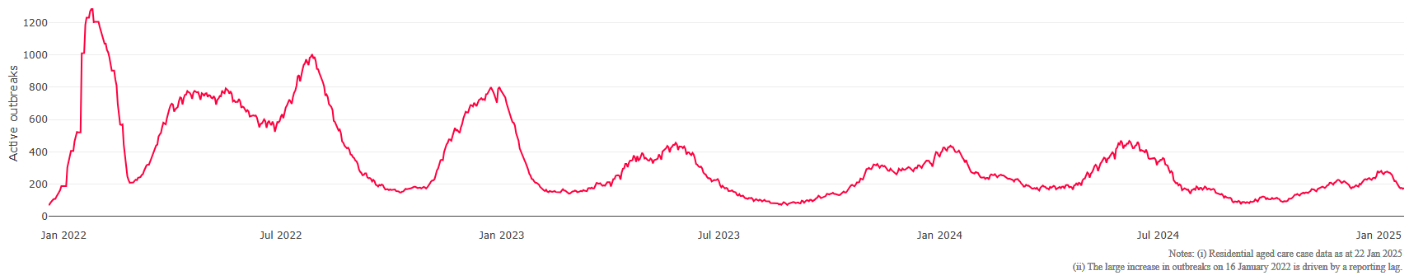 1200
1000
800
600
400
200
0
Active outbreaks
Jan 2022
Jul 2022
Jan 2023
Jul 2023
Jan 2024
Jul 2024
Jan 2025
Notes: (i) Residential aged care case data as at 22 Jan 2025
(ii) The large increase in outbreaks on 16 January 2022 is driven by a reporting lag.